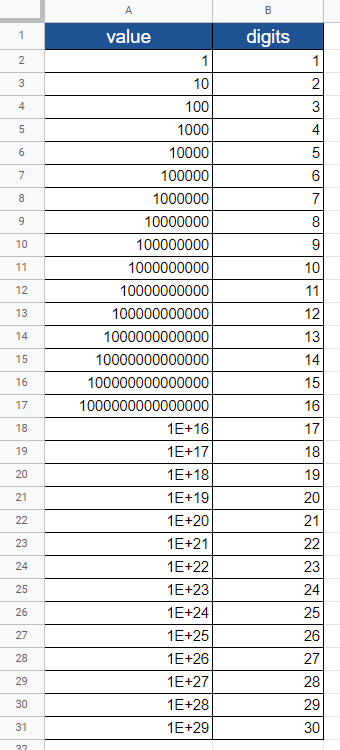 A B
1 value digits
2 1 1
3 10 2
4 100 3
5 1000 4
6 10000 5
7 100000 6
8 1000000 7
9 10000000 8
10 100000000 9
11 1000000000 10
12 10000000000 11
13 100000000000 12
14 1000000000000 13
15 10000000000000 14
16 100000000000000 15
17 1000000000000000 16
18 1E+16 17
19 1E+17 18
20 1E+18 19
21 1E+19 20
22 1E+20 21
23 1E+21 22
24 1E+22 23
25 1E+23 24
26 1E+24 25
27 1E+25 26
28 1E+26 27
29 1E+27 28
30 1E+28 29
31 1E+29 30
32